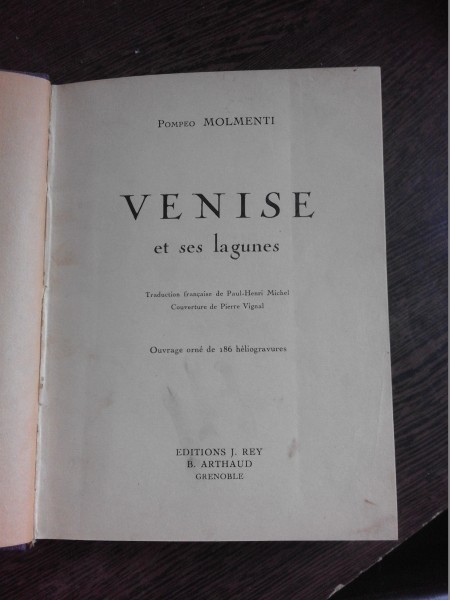 Pompeo MOLMENTI
VENISE
et ses lagunes
Traduction française de Paul-Henri Michel
Couverture de Pierre Vignal
Ouvrage orné de 186 héliogravures
EDITIONS J. REY
B. ARTHAUD
GRENOBLE